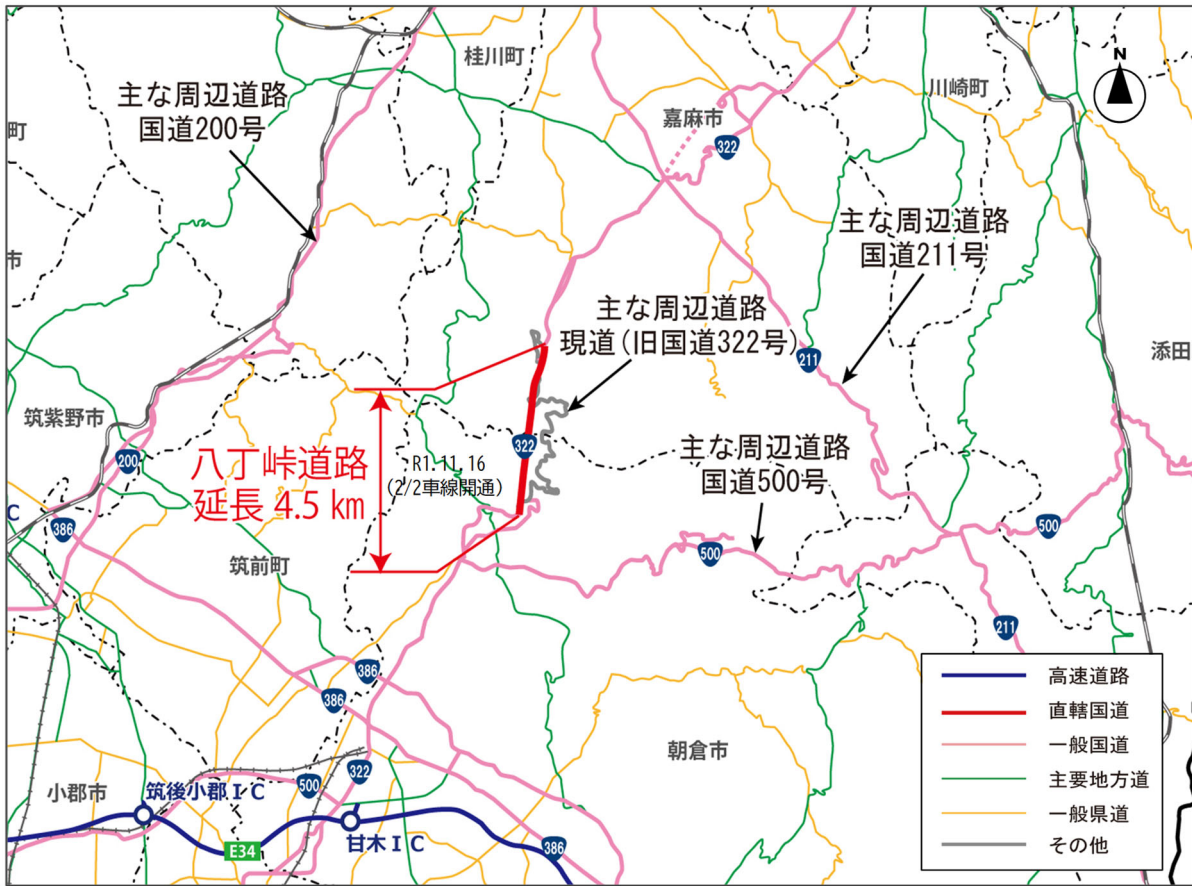 桂川町
川崎町
N
主な周辺道路
国道200号
町
嘉麻市
322
主な周辺道路
国道211号
市
主な周辺道路
現道(旧国道322号)
211
添田
筑紫野市
200
八丁峠道路
延長 4.5 km
R1.11.16
(2/2車線開通)
322
主な周辺道路
国道500号
C
386
500
500
筑前町
211
386
386
高速道路
直轄国道
一般国道
主要地方道
一般県道
その他
朝倉市
322
500
小郡市
筑後小郡IC
甘木IC
E34
386